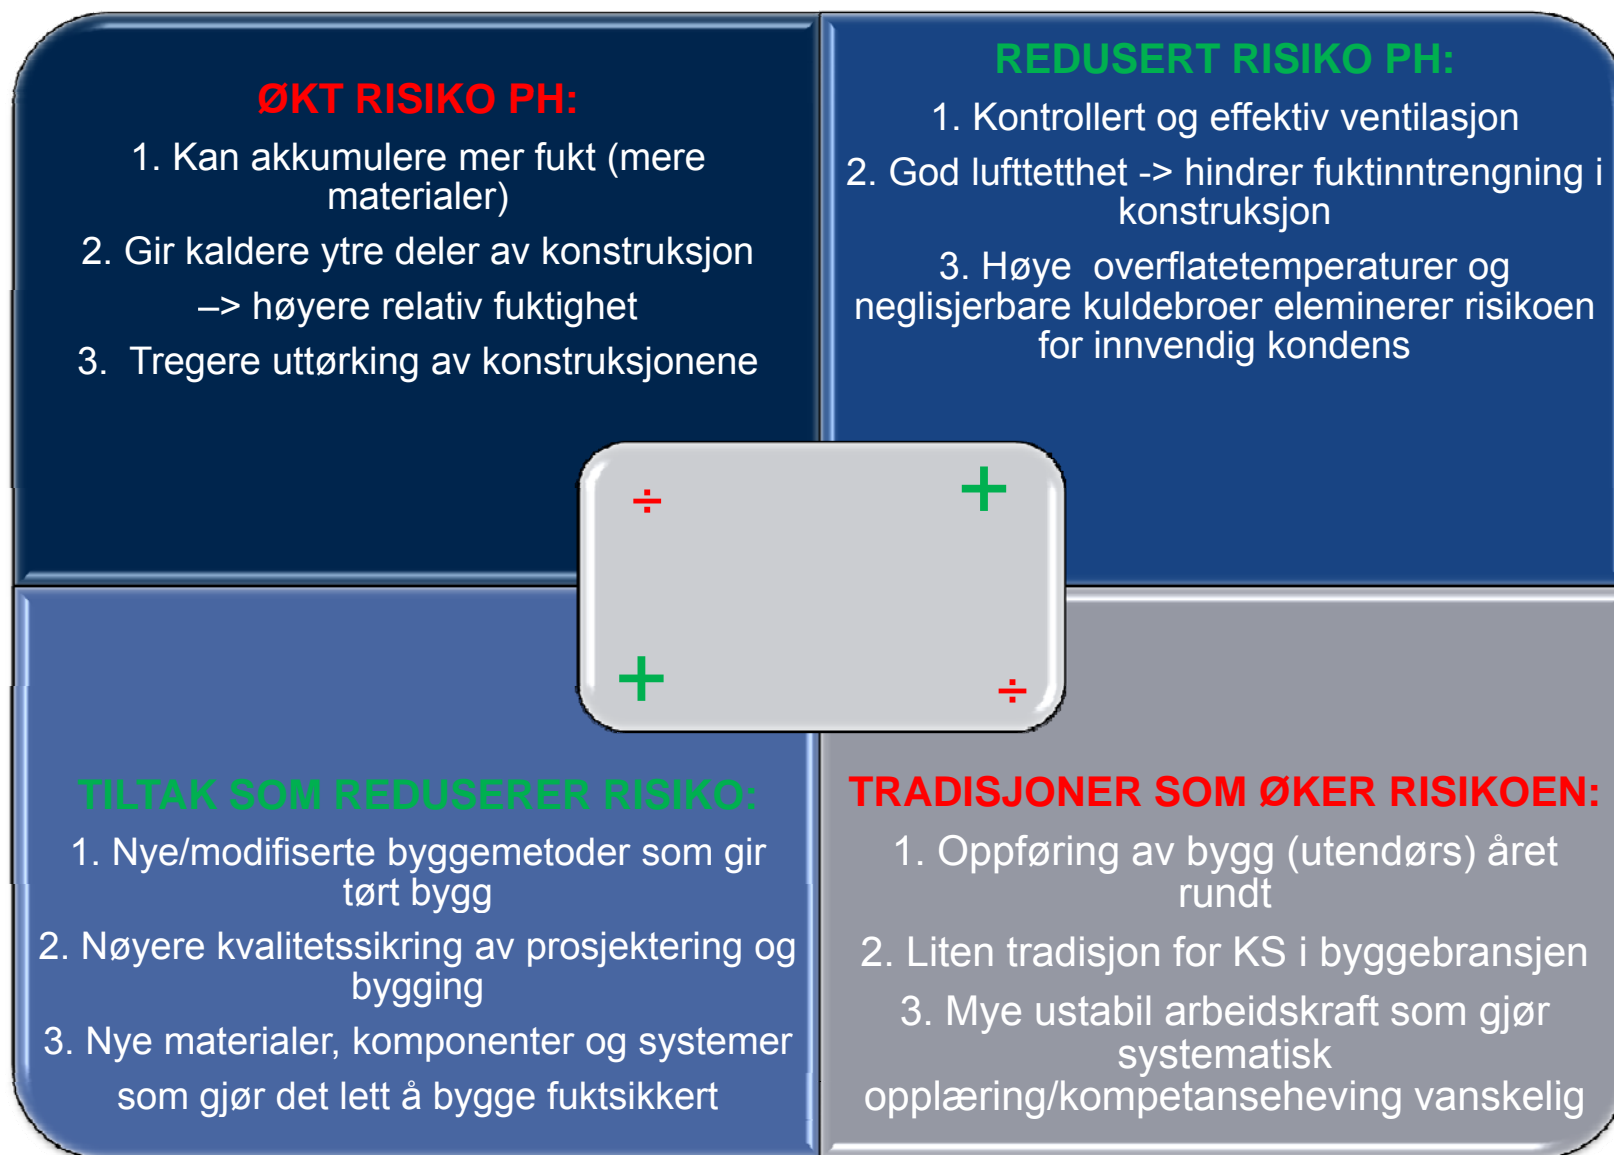 ØKT RISIKO PH:
1. Kan akkumulere mer fukt (mere
materialer)
2. Gir kaldere ytre deler av konstruksjon
–> høyere relativ fuktighet
3. Tregere uttørking av konstruksjonene
REDUSERT RISIKO PH:
1. Kontrollert og effektiv ventilasjon
2. God lufttetthet -> hindrer fuktinntrengning i
konstruksjon
3. Høye overflatetemperaturer og
neglisjerbare kuldebroer eleminerer risikoen
for innvendig kondens
÷
+
+
÷
TILTAK SOM REDUSERER RISIKO:
1. Nye/modifiserte byggemetoder som gir
tørt bygg
2. Nøyere kvalitetssikring av prosjektering og
bygging
3. Nye materialer, komponenter og systemer
som gjør det lett å bygge fuktsikkert
TRADISJONER SOM ØKER RISIKOEN:
1. Oppføring av bygg (utendørs) året
rundt
2. Liten tradisjon for KS i byggebransjen
3. Mye ustabil arbeidskraft som gjør
systematisk
opplæring/kompetanseheving vanskelig